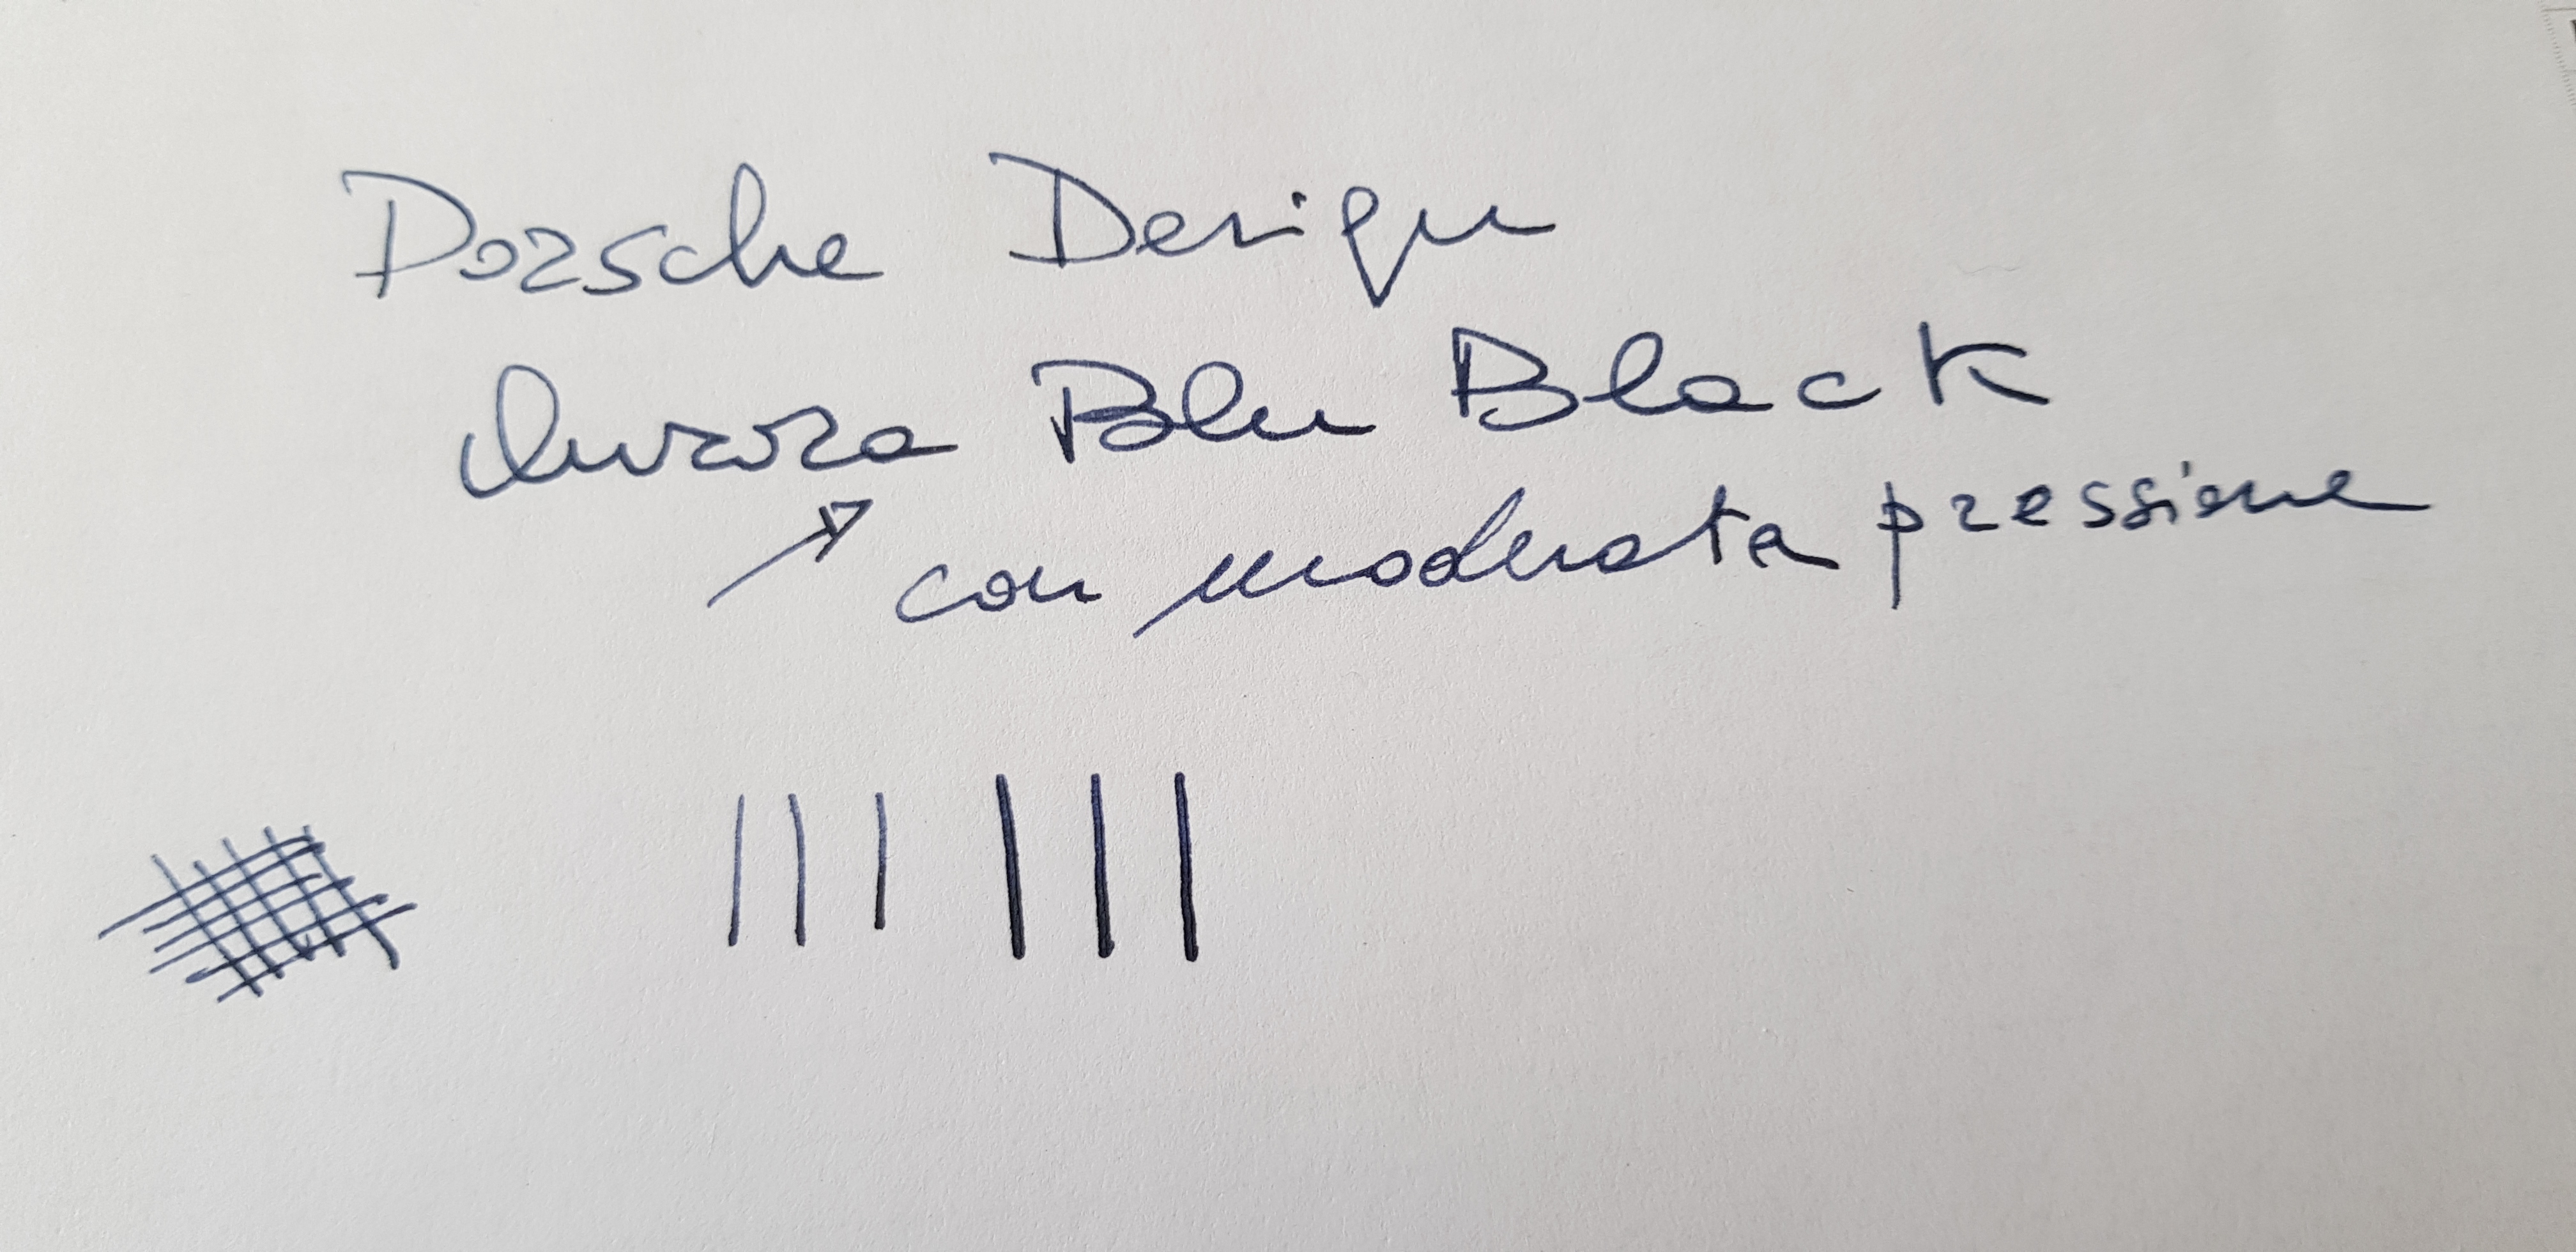 Porsche Design
Aurora Blu Black
con moderata pressione